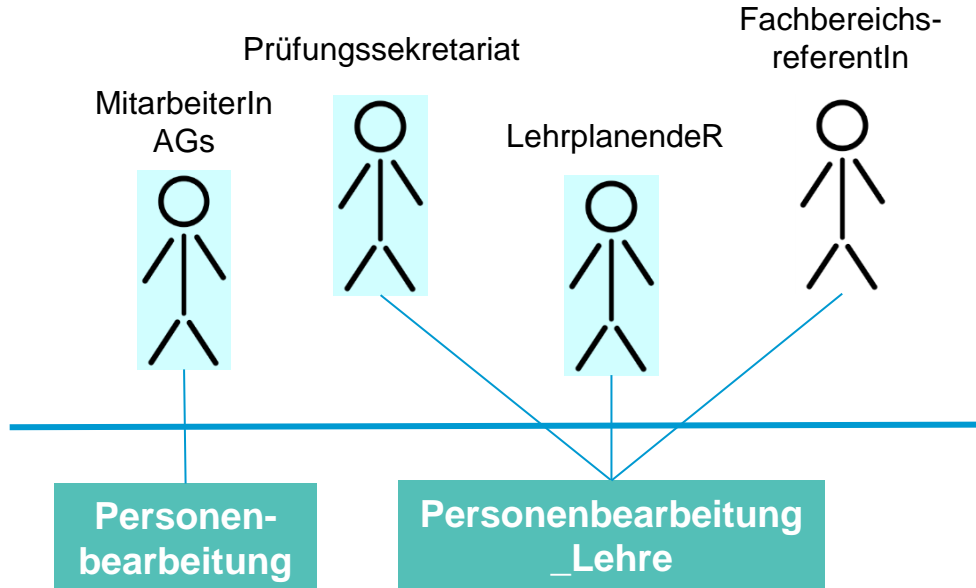 Fachbereichs-
referentIn
Prüfungssekretariat
MitarbeiterIn
AGs
LehrplanendeR
Personen-
bearbeitung
Personenbearbeitung
_Lehre